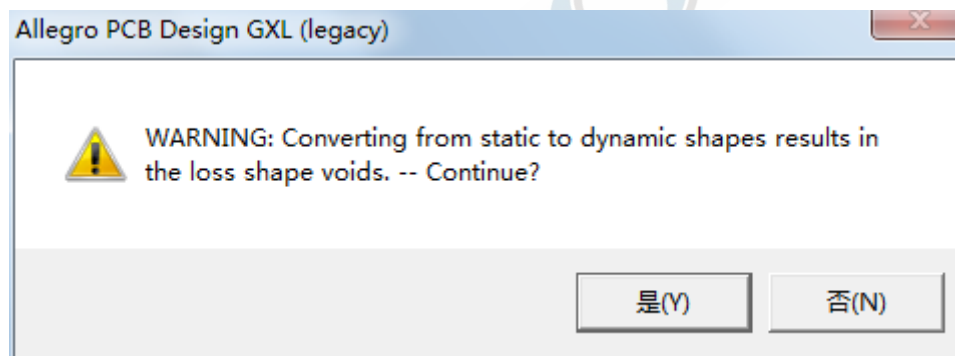 Allegro PCB Design GXL (legacy)
WARNING: Converting from static to dynamic shapes results in
the loss shape voids. -- Continue?
是(Y)
否(N)